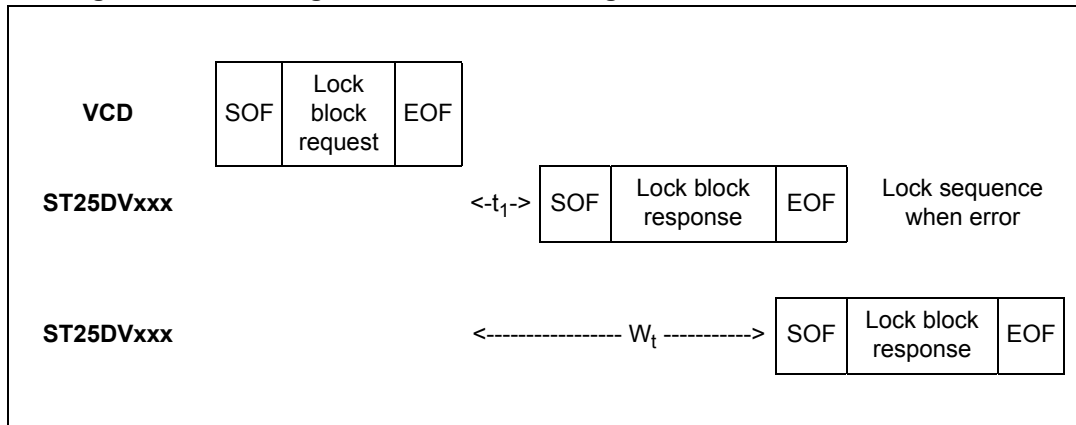 VCD SOF Lock block request EOF
ST25DVxxx <-t₁-> SOF Lock block response EOF Lock sequence when error
ST25DVxxx <----------------- Wₜ -----------> SOF Lock block response EOF